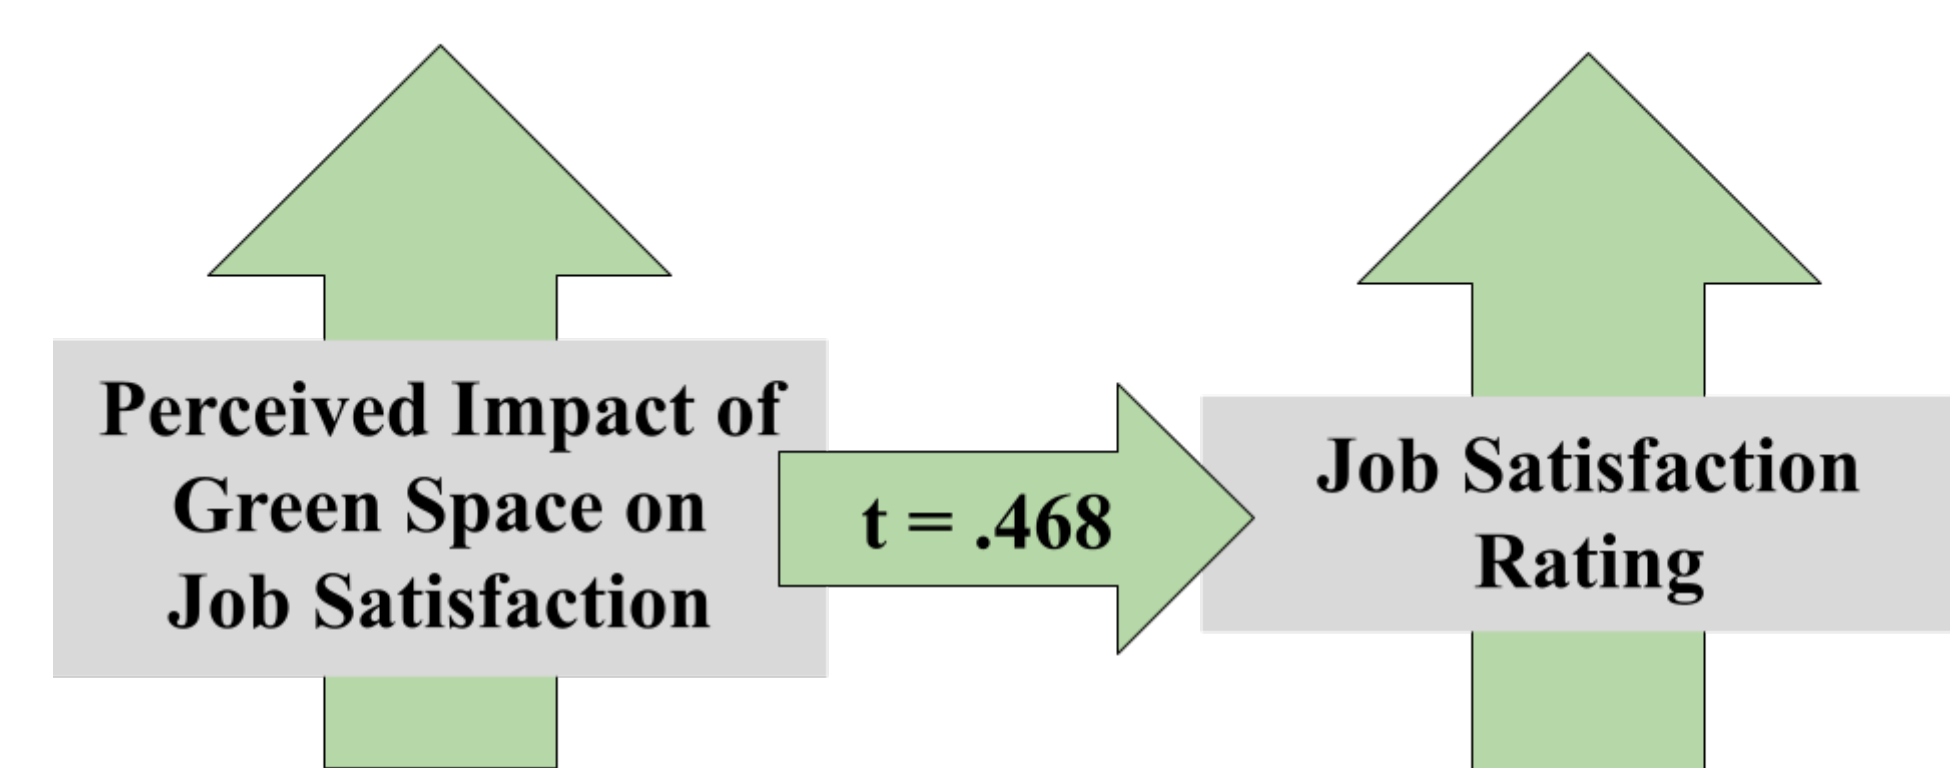 Perceived Impact of
Green Space on
Job Satisfaction
t = .468
Job Satisfaction
Rating